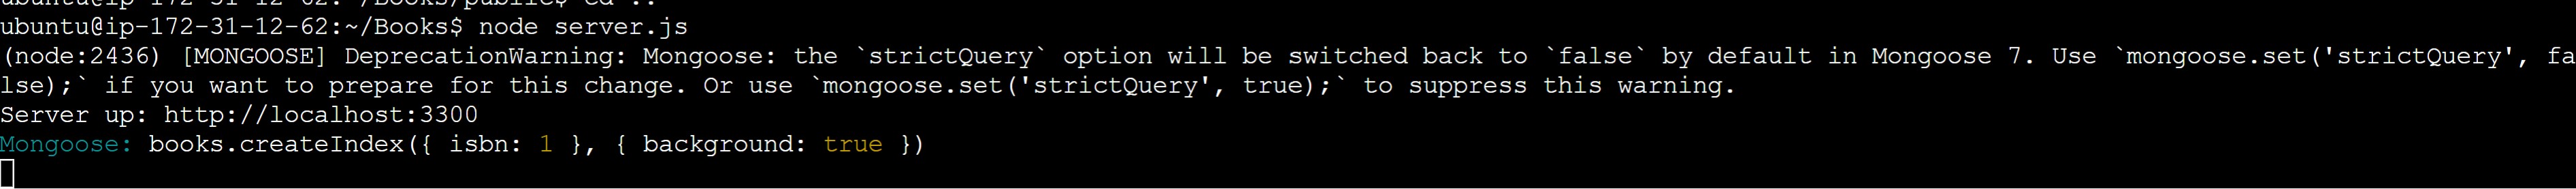 ubuntu@ip-172-31-12-62:~/Books/public$ cd ..
ubuntu@ip-172-31-12-62:~/Books$ node server.js
(node:2436) [MONGOOSE] DeprecationWarning: Mongoose: the `strictQuery` option will be switched back to `false` by default in Mongoose 7. Use `mongoose.set('strictQuery', fa
lse);` if you want to prepare for this change. Or use `mongoose.set('strictQuery', true);` to suppress this warning.
Server up: http://localhost:3300
Mongoose: books.createIndex({ isbn: 1 }, { background: true })